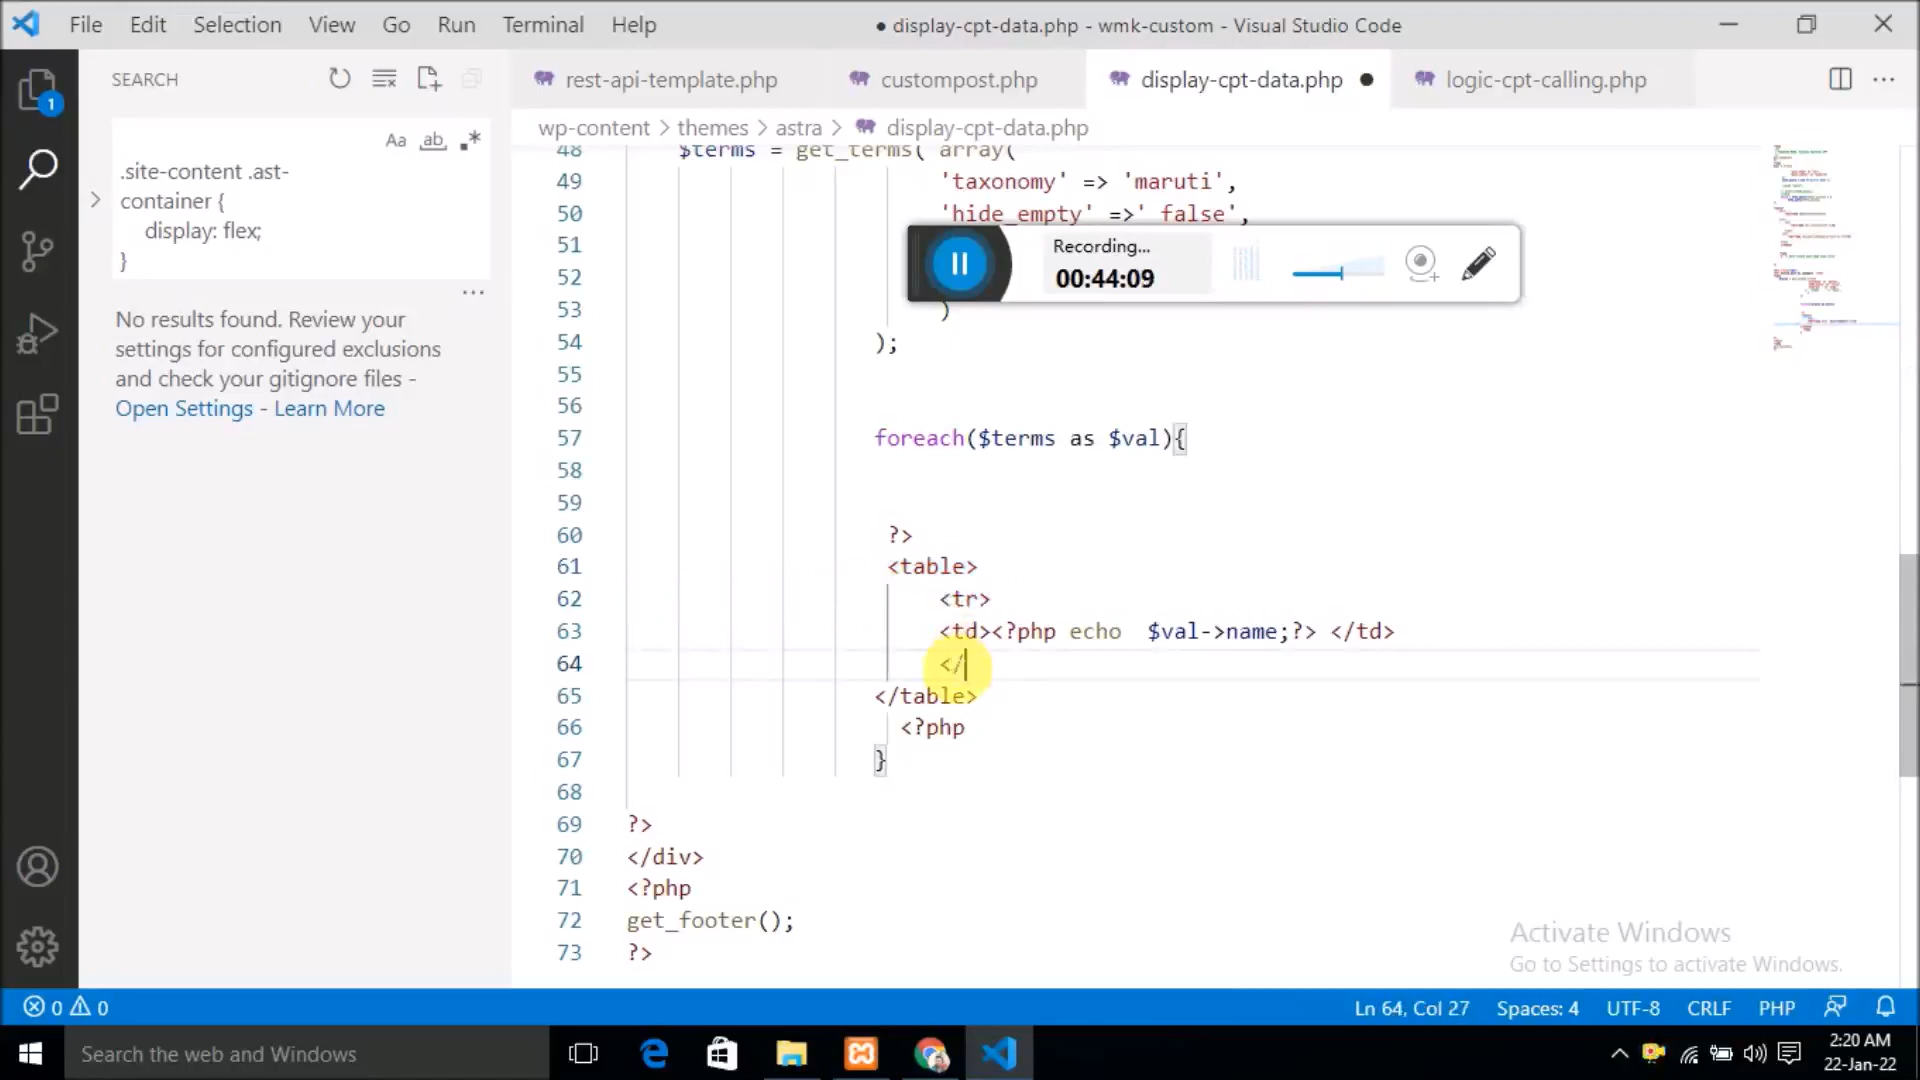 File Edit Selection View Go Run Terminal Help
● display-cpt-data.php - wmk-custom - Visual Studio Code
SEARCH
rest-api-template.php
custompost.php
display-cpt-data.php
logic-cpt-calling.php
1
Aa ab
.site-content .ast-
container {
display: flex;
}
No results found. Review your
settings for configured exclusions
and check your gitignore files -
Open Settings - Learn More
wp-content > themes > astra > display-cpt-data.php
48 $terms = get_terms( array(
49 'taxonomy' => 'maruti',
50 'hide_empty' =>' false',
51
52
53 )
54 );
55
56
57 foreach($terms as $val){
58
59
60 ?>
61 <table>
62 <tr>
63 <td><?php echo  $val->name;?> </td>
64 </
65 </table>
66 <?php
67 }
68
69 ?>
70 </div>
71 <?php
72 get_footer();
73 ?>
Recording...
00:44:09
Activate Windows
Go to Settings to activate Windows.
0 0
Ln 64, Col 27 Spaces: 4 UTF-8 CRLF PHP
Search the web and Windows
2:20 AM
22-Jan-22